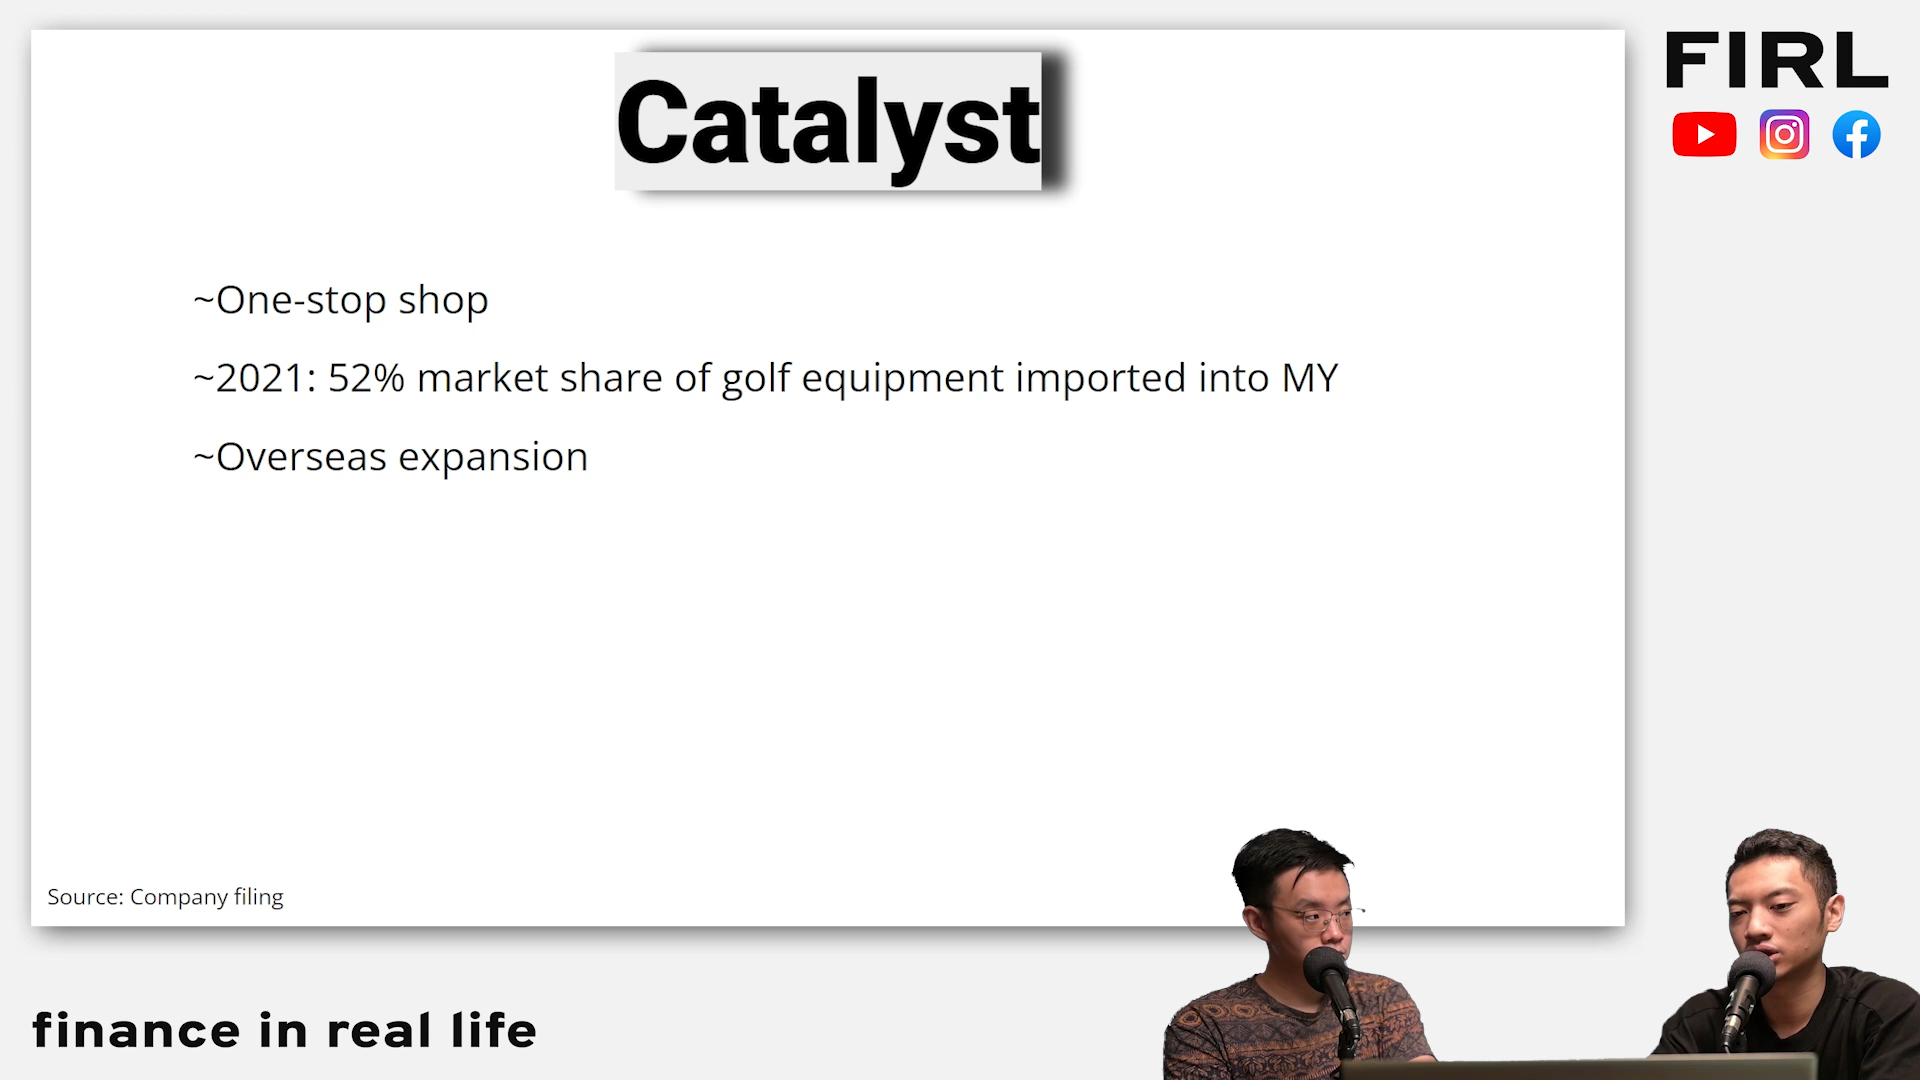 Catalyst
FIRL
~One-stop shop
~2021: 52% market share of golf equipment imported into MY
~Overseas expansion
Source: Company filing
finance in real life